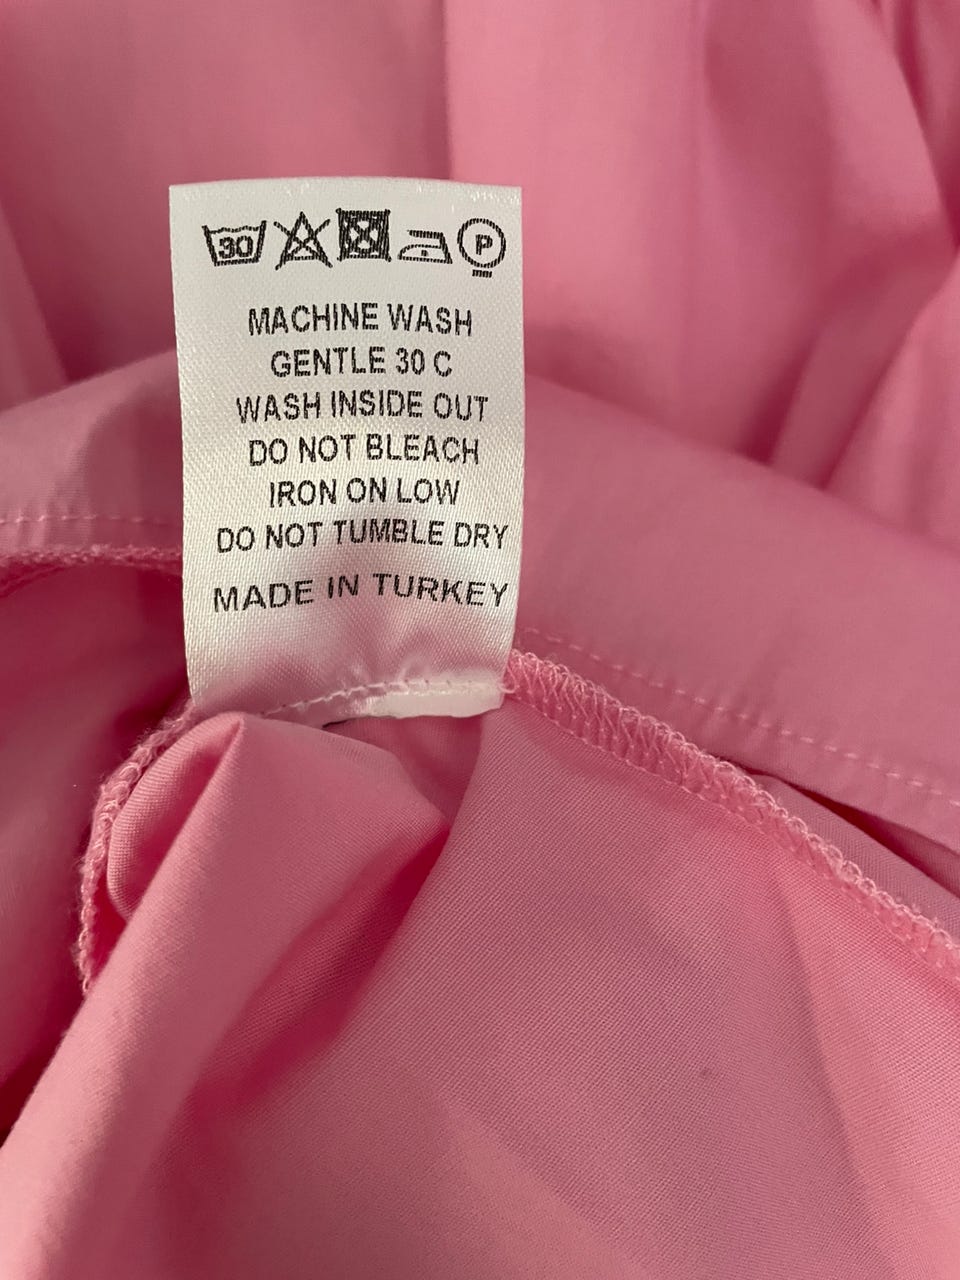 30 P
MACHINE WASH
GENTLE 30 C
WASH INSIDE OUT
DO NOT BLEACH
IRON ON LOW
DO NOT TUMBLE DRY
MADE IN TURKEY